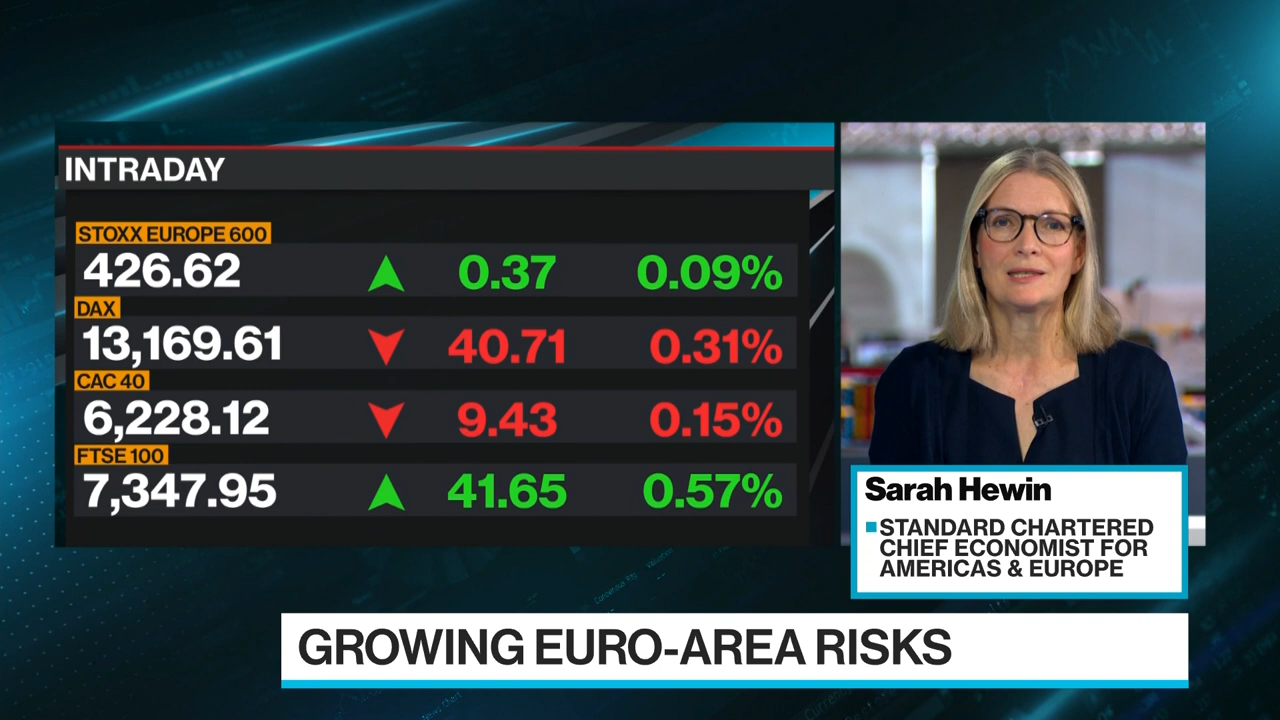 INTRADAY
STOXX EUROPE 600
426.62 0.37 0.09%
DAX
13,169.61 40.71 0.31%
CAC 40
6,228.12 9.43 0.15%
FTSE 100
7,347.95 41.65 0.57%
Sarah Hewin
STANDARD CHARTERED
CHIEF ECONOMIST FOR
AMERICAS & EUROPE
GROWING EURO-AREA RISKS